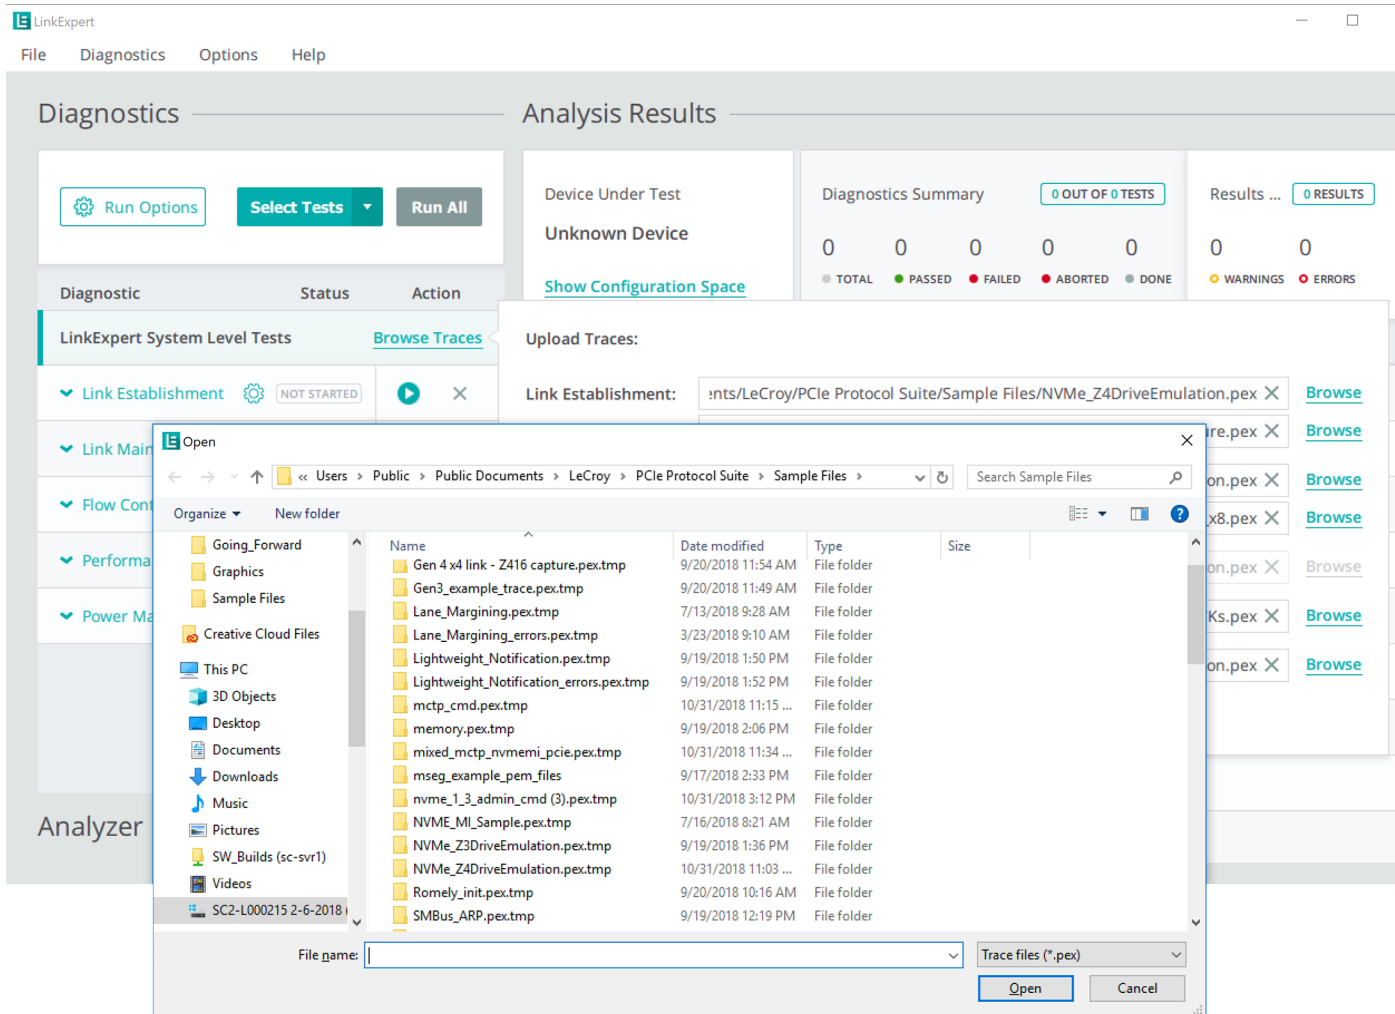 LinkExpert
File Diagnostics Options Help
Diagnostics
Analysis Results
Run Options Select Tests Run All
Device Under Test
Unknown Device
Show Configuration Space
Diagnostics Summary 0 OUT OF 0 TESTS
0 0 0 0 0
TOTAL PASSED FAILED ABORTED DONE
Results ... 0 RESULTS
0 0
WARNINGS ERRORS
Diagnostic Status Action
LinkExpert System Level Tests Browse Traces
Link Establishment NOT STARTED
Link Main
Flow Cont
Performa
Power Ma
Analyzer
Upload Traces:
Link Establishment: nts/LeCroy/PCIe Protocol Suite/Sample Files/NVMe_Z4DriveEmulation.pex Browse
ure.pex Browse
on.pex Browse
_x8.pex Browse
on.pex Browse
Ks.pex Browse
on.pex Browse
Open
« Users > Public > Public Documents > LeCroy > PCIe Protocol Suite > Sample Files >
Search Sample Files
Organize New folder
Going_Forward
Graphics
Sample Files
Creative Cloud Files
This PC
3D Objects
Desktop
Documents
Downloads
Music
Pictures
SW_Builds (sc-svr1)
Videos
SC2-L000215 2-6-2018 (
Name Date modified Type Size
Gen 4 x4 link - Z416 capture.pex.tmp 9/20/2018 11:54 AM File folder
Gen3_example_trace.pex.tmp 9/20/2018 11:49 AM File folder
Lane_Margining.pex.tmp 7/13/2018 9:28 AM File folder
Lane_Margining_errors.pex.tmp 3/23/2018 9:10 AM File folder
Lightweight_Notification.pex.tmp 9/19/2018 1:50 PM File folder
Lightweight_Notification_errors.pex.tmp 9/19/2018 1:52 PM File folder
mctp_cmd.pex.tmp 10/31/2018 11:15 ... File folder
memory.pex.tmp 9/19/2018 2:06 PM File folder
mixed_mctp_nvmemi_pcie.pex.tmp 10/31/2018 11:34 ... File folder
mseg_example_pem_files 9/17/2018 2:33 PM File folder
nvme_1_3_admin_cmd (3).pex.tmp 10/31/2018 3:12 PM File folder
NVME_MI_Sample.pex.tmp 7/16/2018 8:21 AM File folder
NVMe_Z3DriveEmulation.pex.tmp 9/19/2018 1:36 PM File folder
NVMe_Z4DriveEmulation.pex.tmp 10/31/2018 11:03 ... File folder
Romely_init.pex.tmp 9/20/2018 10:16 AM File folder
SMBus_ARP.pex.tmp 9/19/2018 12:19 PM File folder
File name: Trace files (*.pex)
Open Cancel